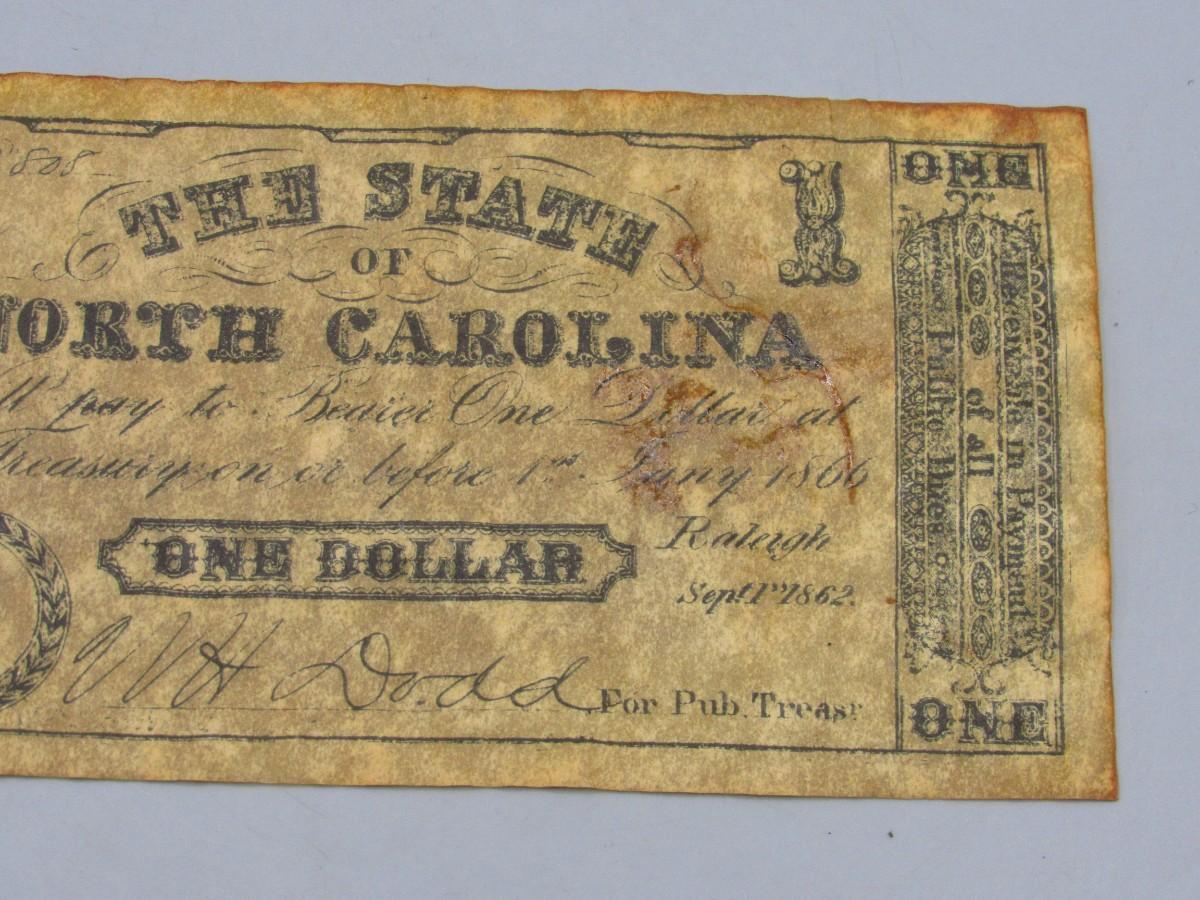 808
THE STATE
OF
NORTH CAROLINA
1
ll pay to Bearer One Dollar at
Treasury on or before 1st Jany 1866
ONE DOLLAR
Raleigh
Sept. 1st 1862.
W H Dodd For Pub. Treasr
ONE
Receivable in Payment
of all
Public Dues
ONE